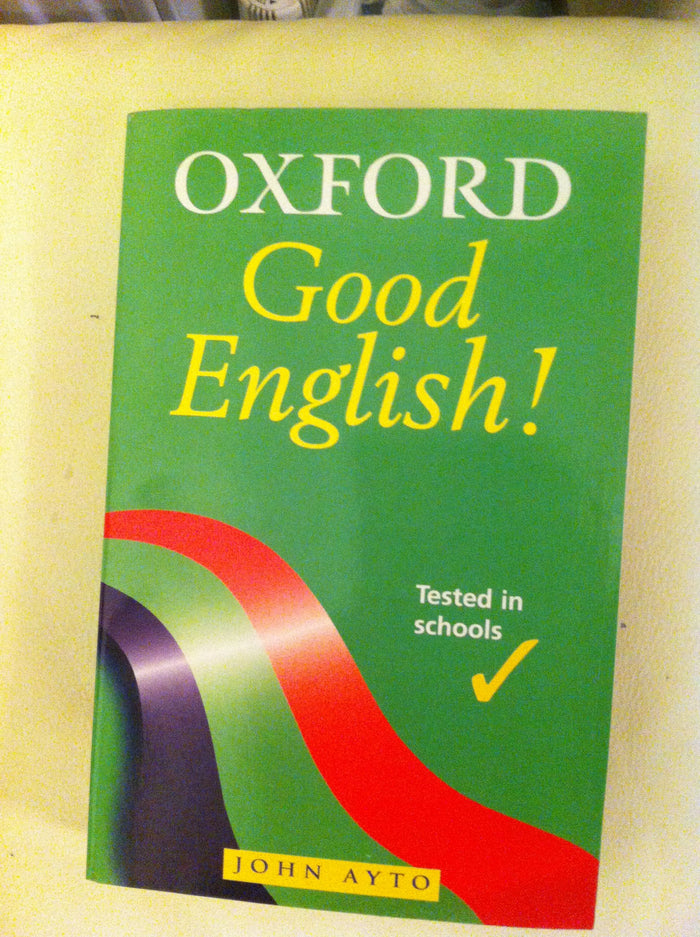 OXFORD
Good
English!
Tested in
schools
JOHN AYTO